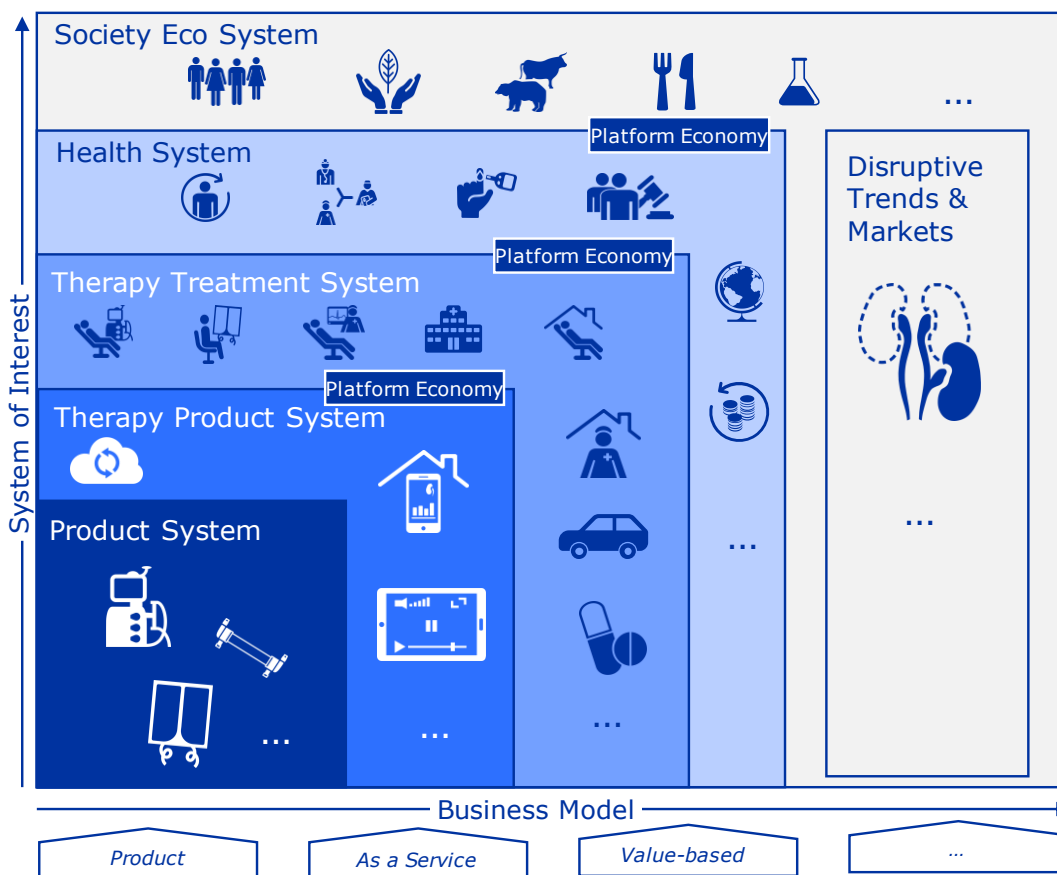 Society Eco System
...
Platform Economy
Health System
Disruptive
Trends &
Markets
Platform Economy
Therapy Treatment System
Platform Economy
Therapy Product System
System of Interest
Product System
...
...
...
...
...
Business Model
Product
As a Service
Value-based
...